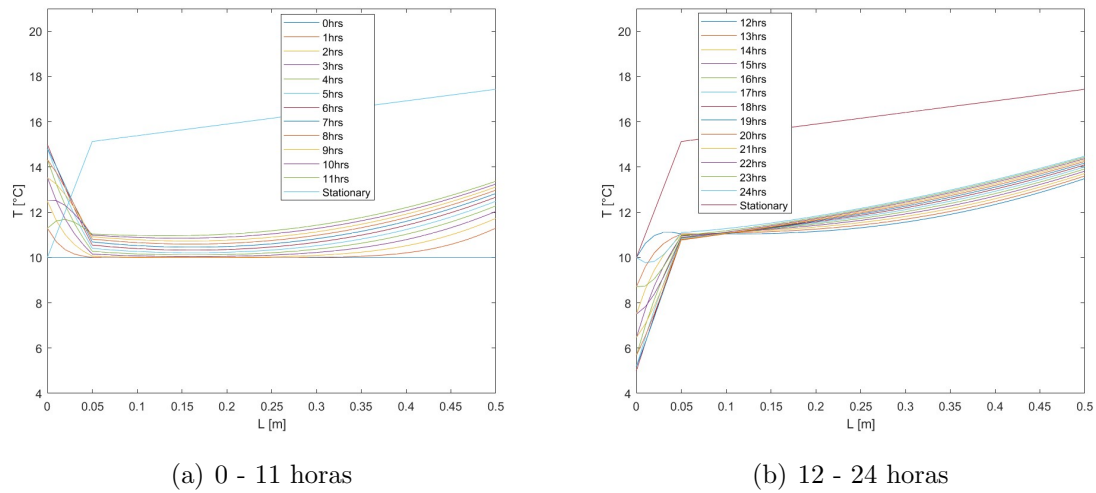 20
18
16
14
12
10
8
6
4
T [°C]
0
0.05
0.1
0.15
0.2
0.25
0.3
0.35
0.4
0.45
0.5
L [m]
0hrs
1hrs
2hrs
3hrs
4hrs
5hrs
6hrs
7hrs
8hrs
9hrs
10hrs
11hrs
Stationary
(a) 0 - 11 horas
20
18
16
14
12
10
8
6
4
T [°C]
0
0.05
0.1
0.15
0.2
0.25
0.3
0.35
0.4
0.45
0.5
L [m]
12hrs
13hrs
14hrs
15hrs
16hrs
17hrs
18hrs
19hrs
20hrs
21hrs
22hrs
23hrs
24hrs
Stationary
(b) 12 - 24 horas